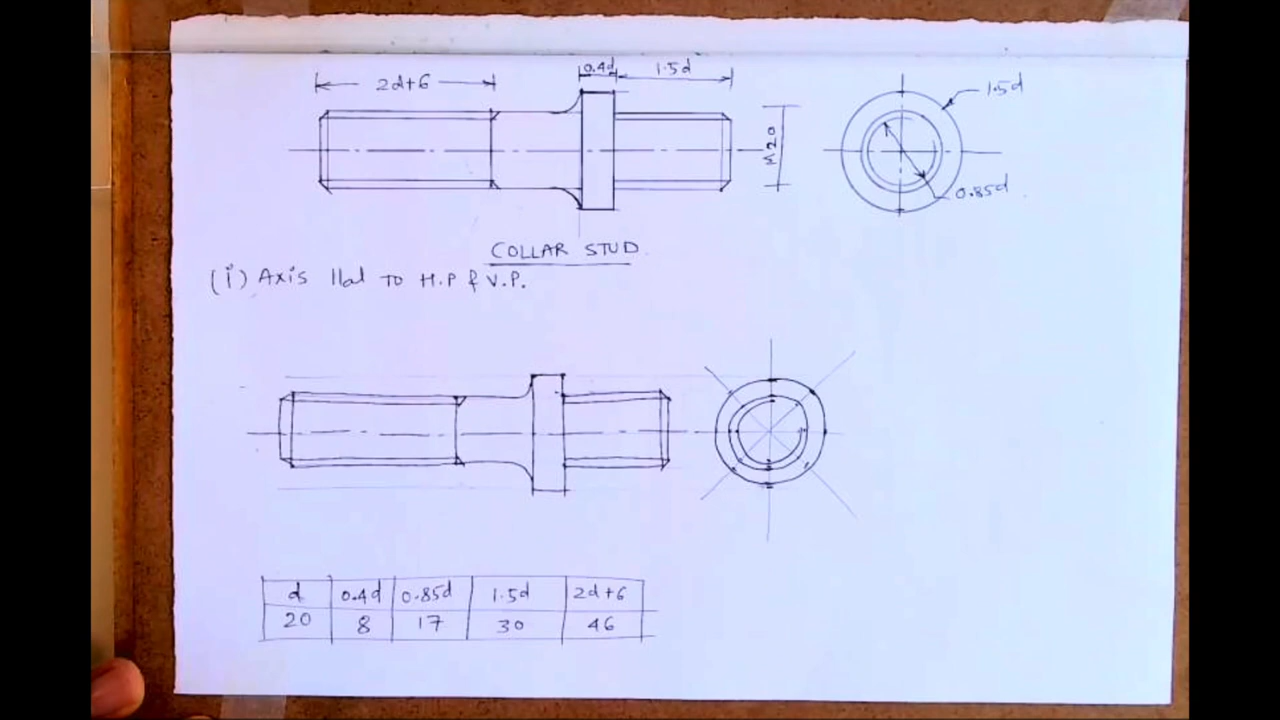 2d+6
0.4d
1.5d
1.5d
M20
0.85d
COLLAR STUD
(i) Axis llal TO H.P & V.P.
d 0.4d 0.85d 1.5d 2d+6
20 8 17 30 46